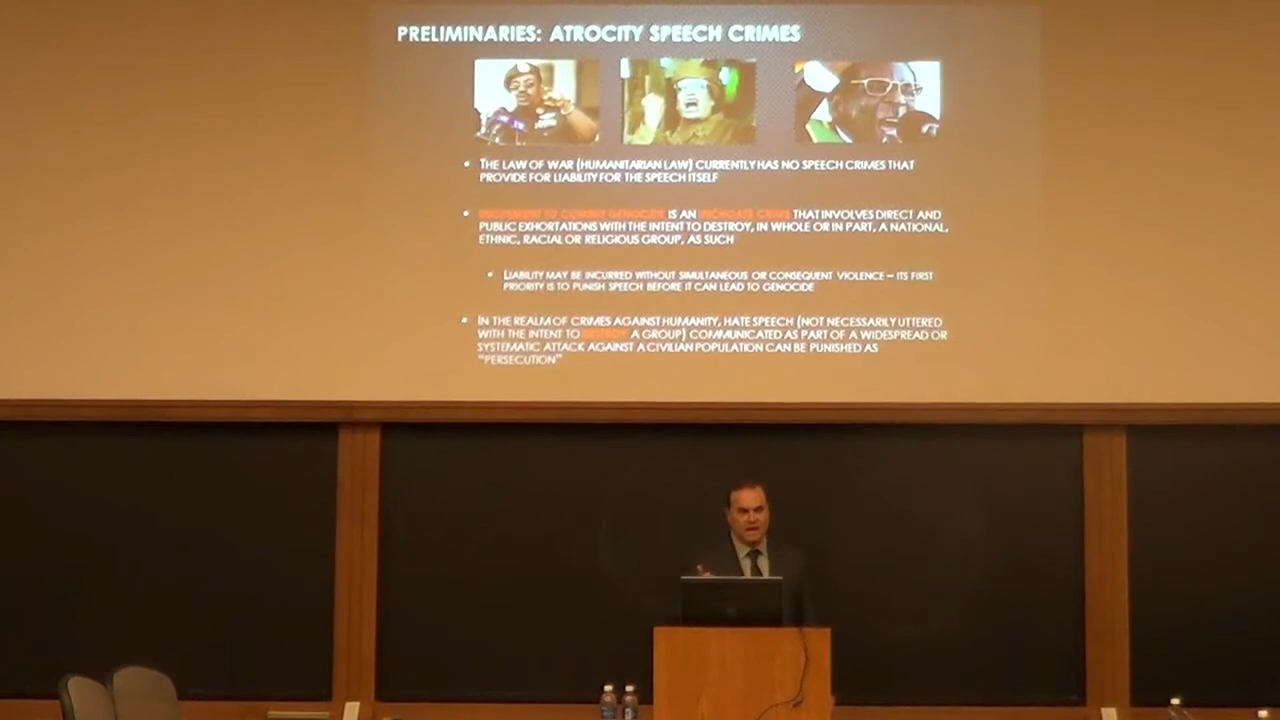 PRELIMINARIES: ATROCITY SPEECH CRIMES
• THE LAW OF WAR (HUMANITARIAN LAW) CURRENTLY HAS NO SPEECH CRIMES THAT
PROVIDE FOR LIABILITY FOR THE SPEECH ITSELF
• INCITEMENT TO COMMIT GENOCIDE IS AN INCHOATE CRIME THAT INVOLVES DIRECT AND
PUBLIC EXHORTATIONS WITH THE INTENT TO DESTROY, IN WHOLE OR IN PART, A NATIONAL,
ETHNIC, RACIAL OR RELIGIOUS GROUP, AS SUCH
• LIABILITY MAY BE INCURRED WITHOUT SIMULTANEOUS OR CONSEQUENT VIOLENCE – ITS FIRST
PRIORITY IS TO PUNISH SPEECH BEFORE IT CAN LEAD TO GENOCIDE
• IN THE REALM OF CRIMES AGAINST HUMANITY, HATE SPEECH (NOT NECESSARILY UTTERED
WITH THE INTENT TO DESTROY A GROUP) COMMUNICATED AS PART OF A WIDESPREAD OR
SYSTEMATIC ATTACK AGAINST A CIVILIAN POPULATION CAN BE PUNISHED AS
"PERSECUTION"